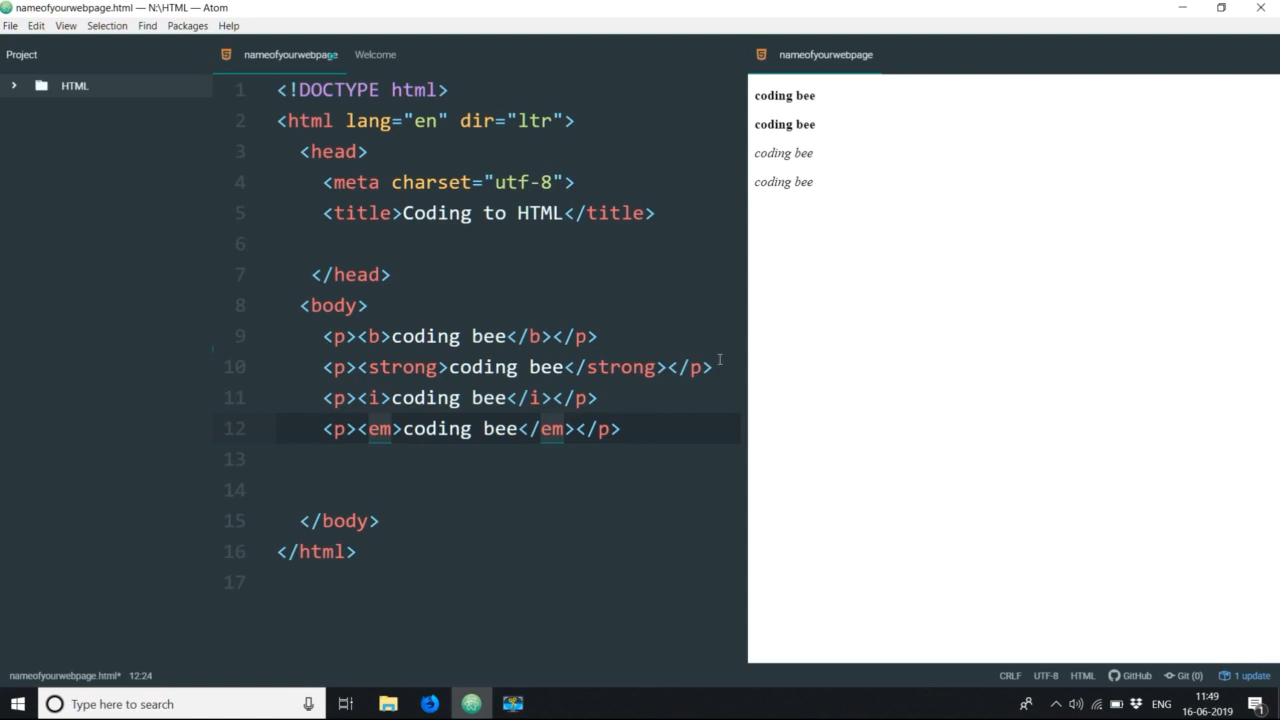 nameofyourwebpage.html — N:\HTML — Atom
File Edit View Selection Find Packages Help
Project
nameofyourwebpage Welcome
nameofyourwebpage
HTML
1 <!DOCTYPE html>
2 <html lang="en" dir="ltr">
3 <head>
4 <meta charset="utf-8">
5 <title>Coding to HTML</title>
6
7 </head>
8 <body>
9 <p><b>coding bee</b></p>
10 <p><strong>coding bee</strong></p>
11 <p><i>coding bee</i></p>
12 <p><em>coding bee</em></p>
13
14
15 </body>
16 </html>
17
coding bee
coding bee
coding bee
coding bee
nameofyourwebpage.html* 12:24
CRLF UTF-8 HTML GitHub Git (0) 1 update
Type here to search
ENG
11:49
16-06-2019
1